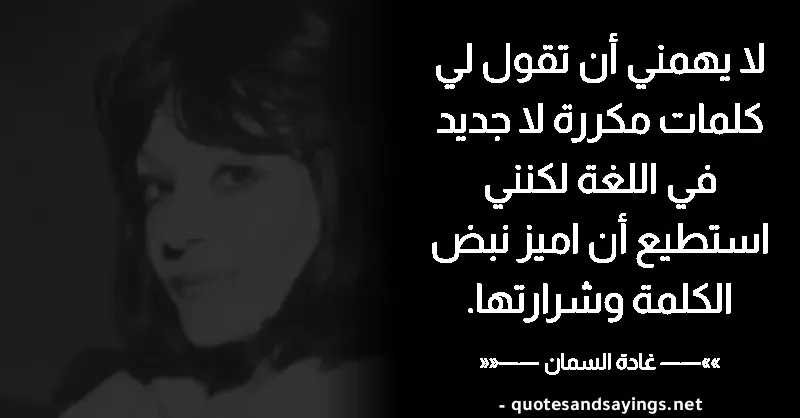 لا يهمني أن تقول لي
كلمات مكررة لا جديد
في اللغة لكنني
استطيع أن اميز نبض
الكلمة وشرارتها.
»»—— غادة السمان ——««
- quotesandsayings.net